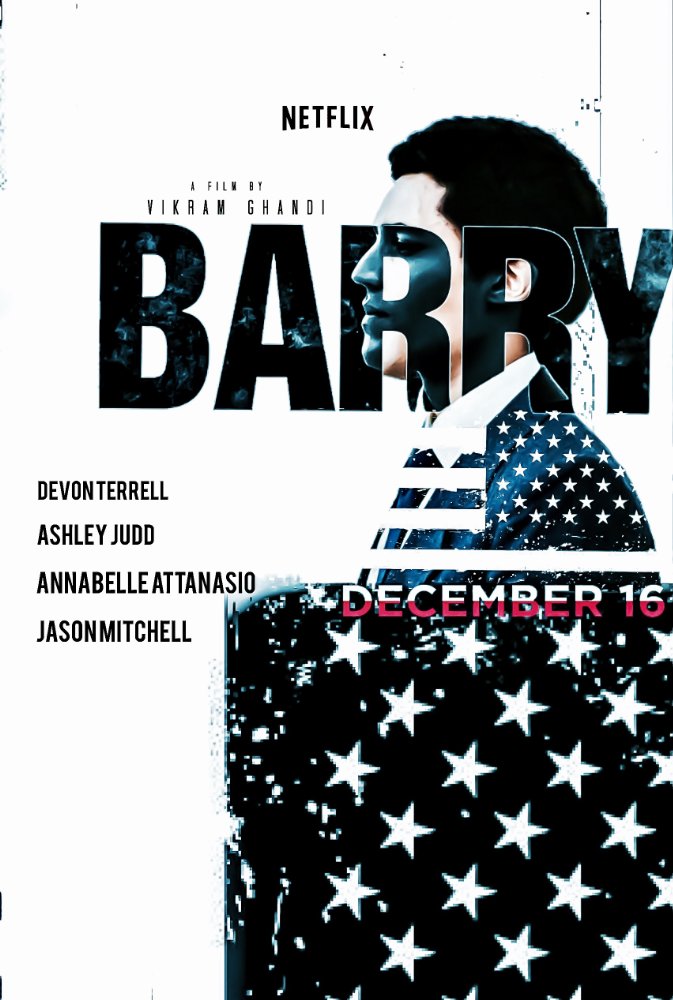 NETFLIX
A FILM BY
VIKRAM GHANDI
BARRY
DEVON TERRELL
ASHLEY JUDD
ANNABELLE ATTANASIO
JASON MITCHELL
DECEMBER 16